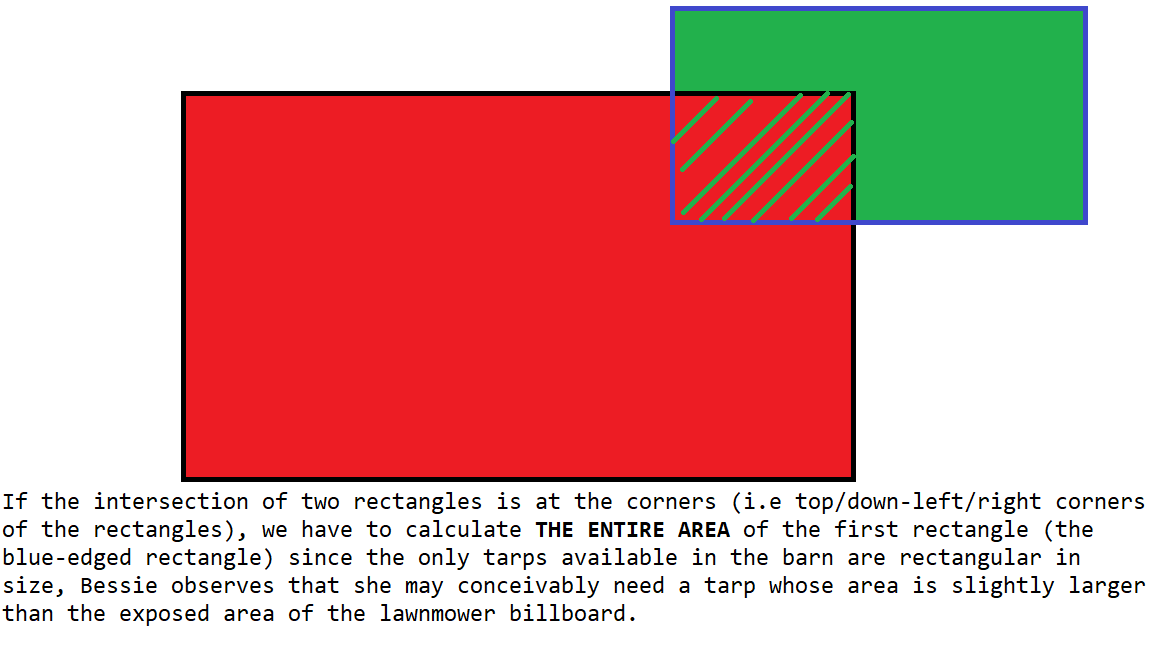 If the intersection of two rectangles is at the corners (i.e top/down-left/right corners
of the rectangles), we have to calculate THE ENTIRE AREA of the first rectangle (the
blue-edged rectangle) since the only tarps available in the barn are rectangular in
size, Bessie observes that she may conceivably need a tarp whose area is slightly larger
than the exposed area of the lawnmower billboard.